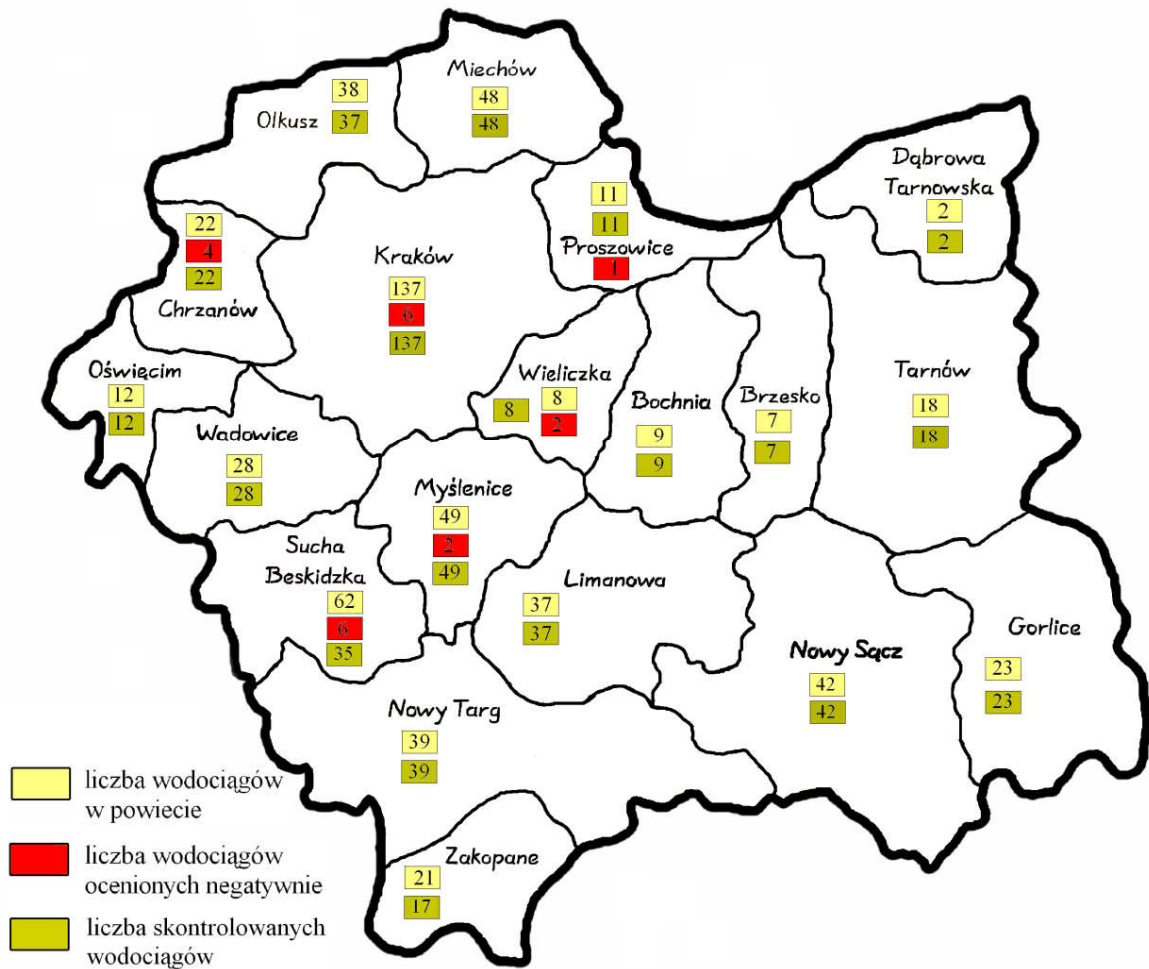 Miechów
48
48
38
Olkusz
37
Dąbrowa
Tarnowska
2
2
11
11
Proszowice
1
22
4
22
Chrzanów
Kraków
137
6
137
Oświęcim
12
12
Wieliczka
8
8
2
Bochnia
9
9
Brzesko
7
7
Tarnów
18
18
Wadowice
28
28
Myślenice
49
2
49
Sucha
Beskidzka
62
6
35
Limanowa
37
37
Nowy Sącz
42
42
Gorlice
23
23
Nowy Targ
39
39
Zakopane
21
17
liczba wodociągów
w powiecie
liczba wodociągów
ocenionych negatywnie
liczba skontrolowanych
wodociągów